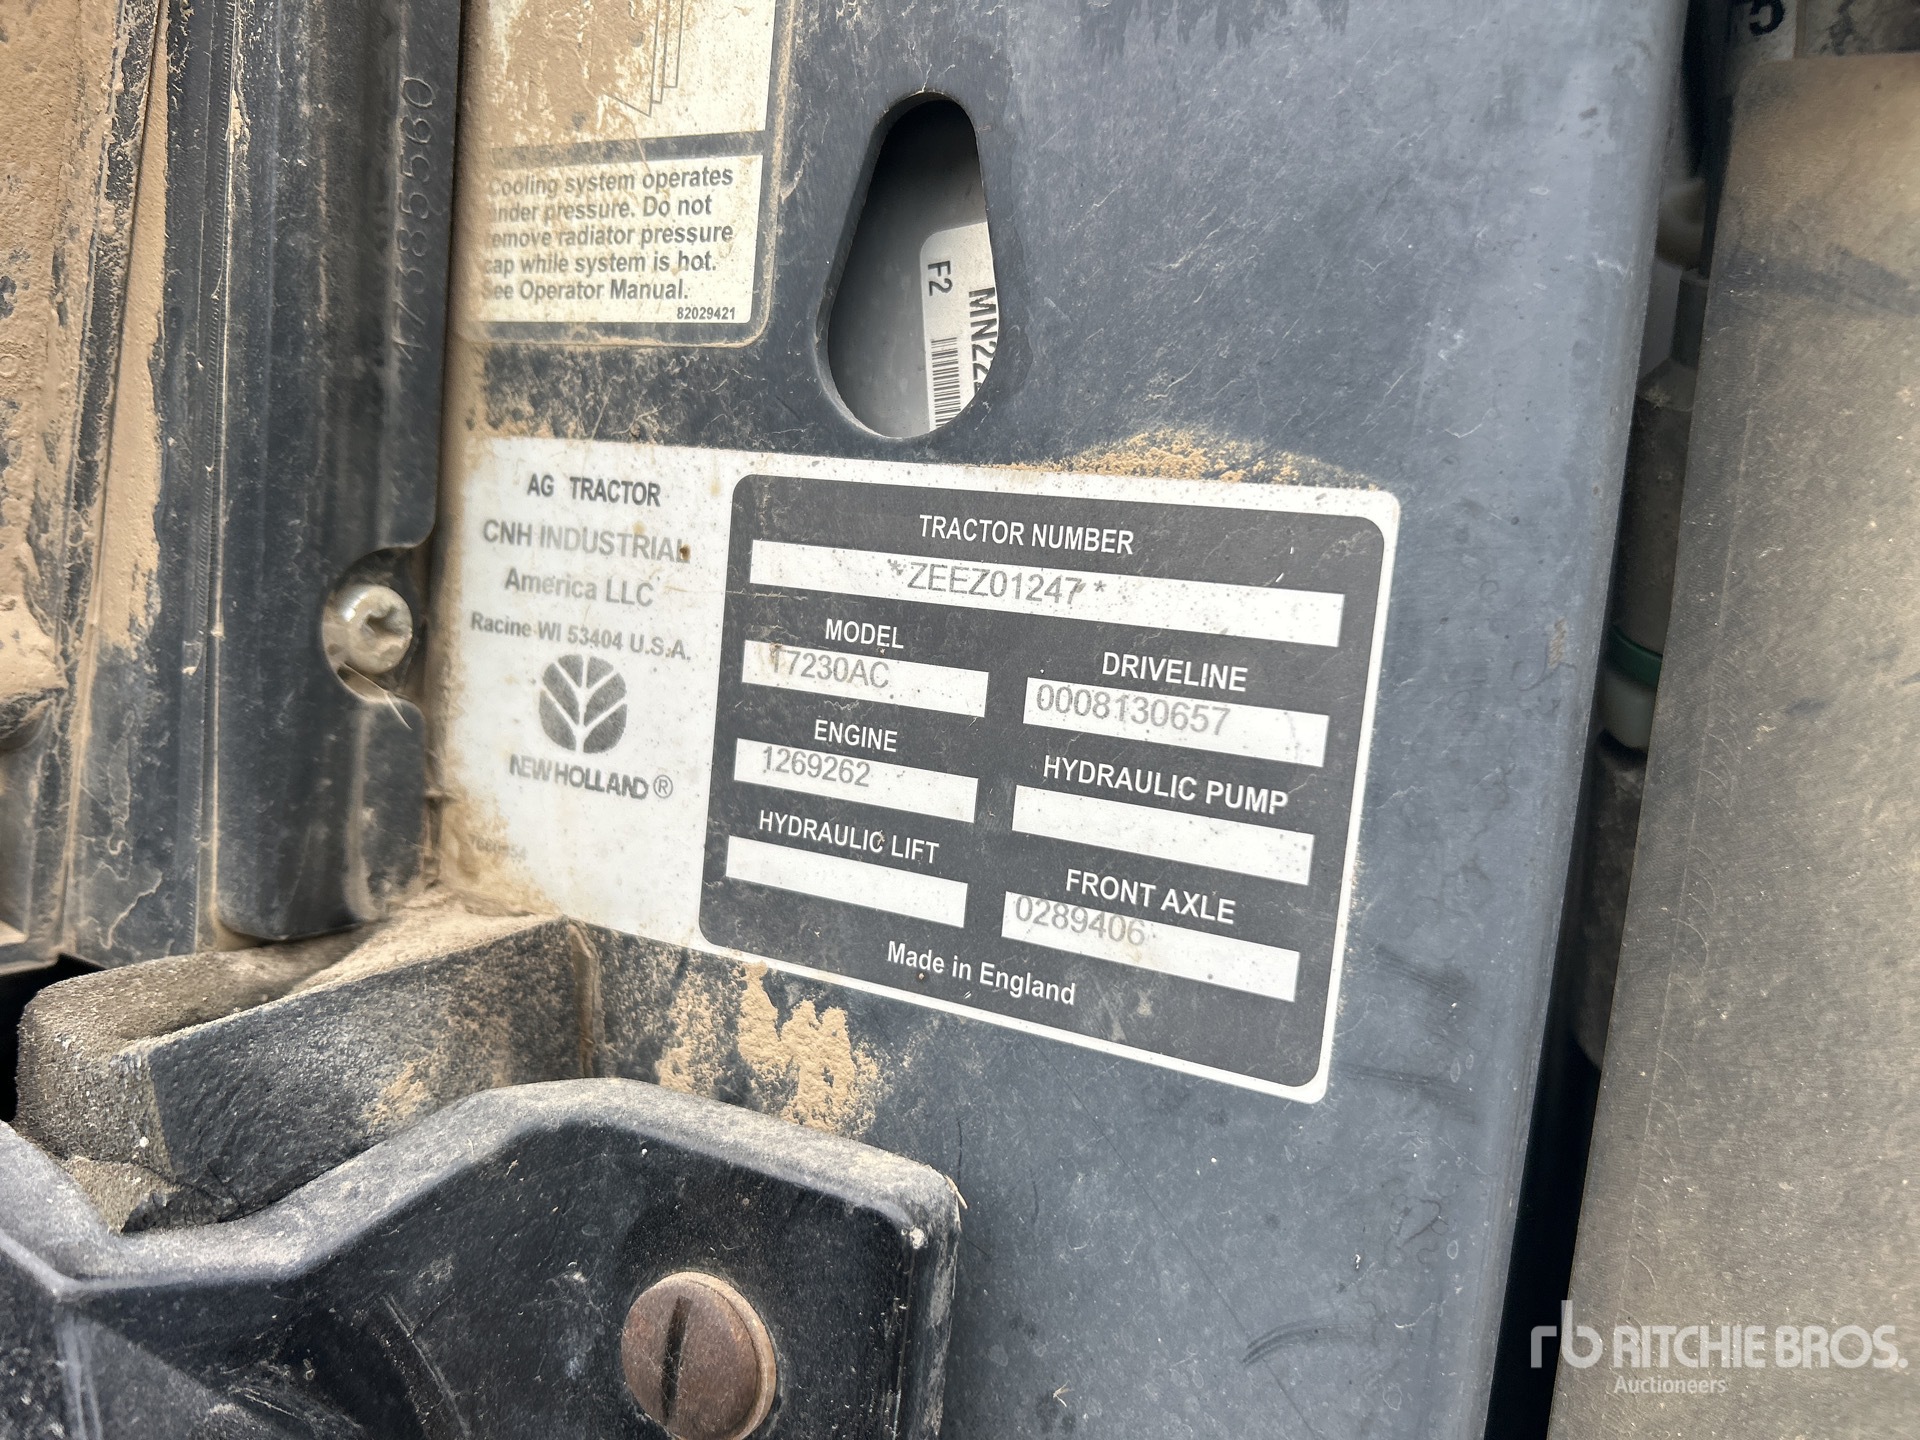 47385560
Cooling system operates
under pressure. Do not
remove radiator pressure
cap while system is hot.
See Operator Manual.
82029421
F2
MN22
AG TRACTOR
CNH INDUSTRIAL
America LLC
Racine WI 53404 U.S.A.
NEW HOLLAND®
TRACTOR NUMBER
*ZEEZ01247*
MODEL
T7230AC
DRIVELINE
0008130657
ENGINE
1269262
HYDRAULIC PUMP
HYDRAULIC LIFT
FRONT AXLE
0289406
Made in England
rb RITCHIE BROS.
Auctioneers